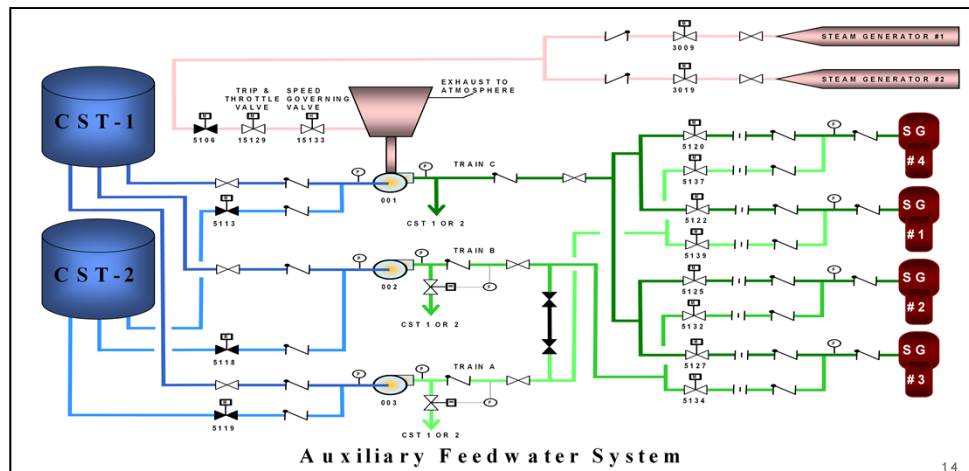 STEAM GENERATOR #1
3009
STEAM GENERATOR #2
3019
EXHAUST TO
ATMOSPHERE
TRIP &
THROTTLE
VALVE
SPEED
GOVERNING
VALVE
5106
15129
15133
CST-1
CST-2
001
TRAIN C
CST 1 OR 2
5113
002
TRAIN B
CST 1 OR 2
5118
003
TRAIN A
CST 1 OR 2
5119
5120
5137
5122
5139
5125
5132
5127
5134
SG
#4
SG
#1
SG
#2
SG
#3
Auxiliary Feedwater System
14